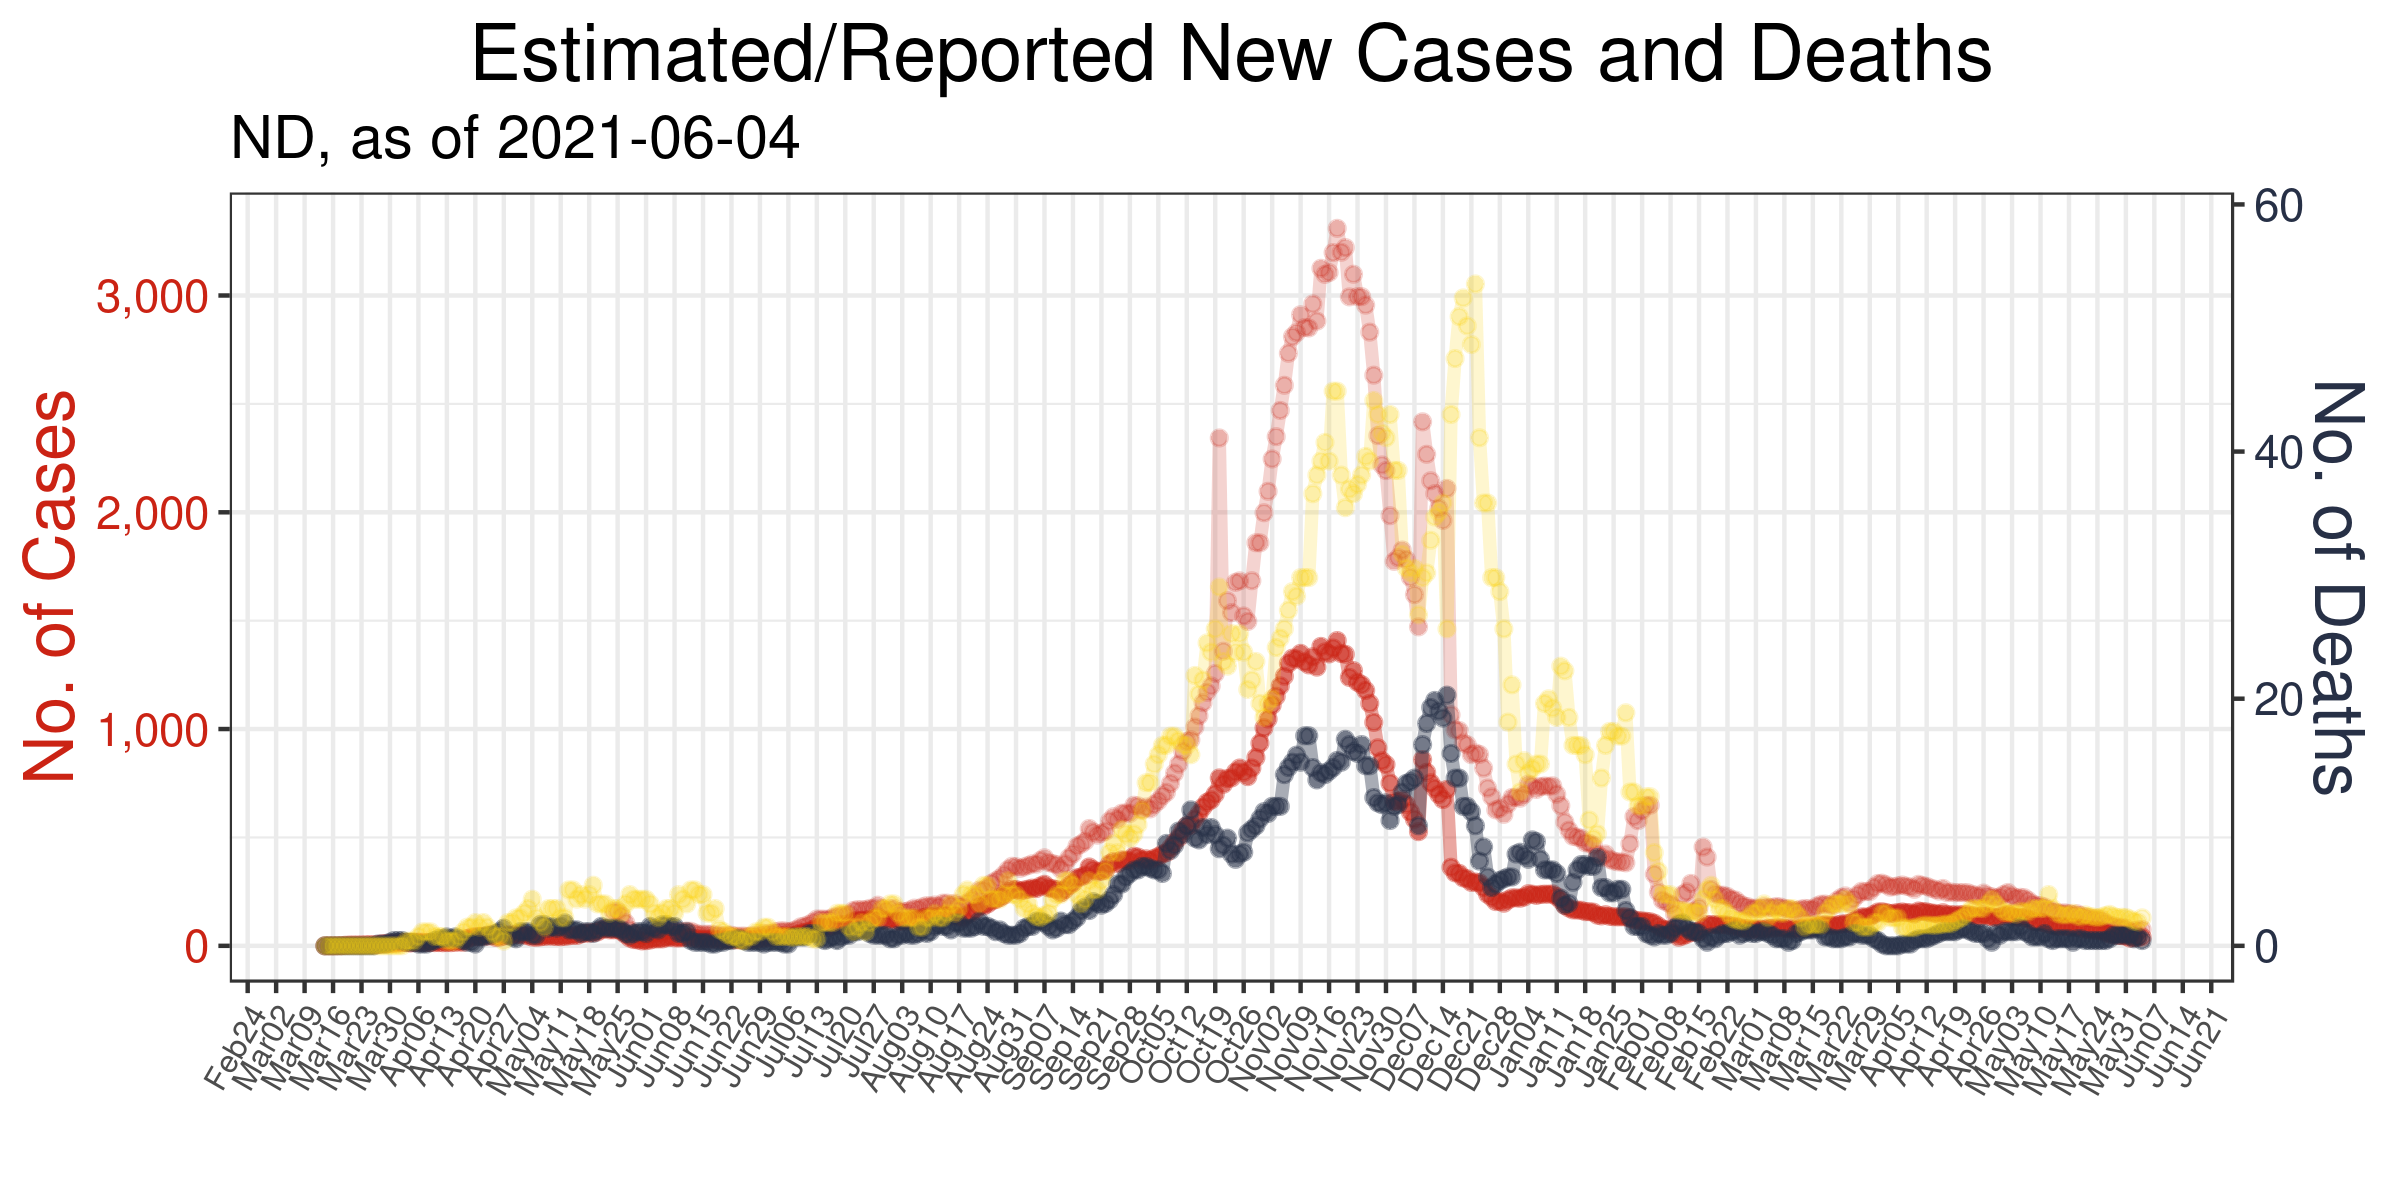 Estimated/Reported New Cases and Deaths
ND, as of 2021-06-04
No. of Cases
3,000
2,000
1,000
0
60
40
20
0
No. of Deaths
Feb24
Mar02
Mar09
Mar16
Mar23
Mar30
Apr06
Apr13
Apr20
Apr27
May04
May11
May18
May25
Jun01
Jun08
Jun15
Jun22
Jun29
Jul06
Jul13
Jul20
Jul27
Aug03
Aug10
Aug17
Aug24
Aug31
Sep07
Sep14
Sep21
Sep28
Oct05
Oct12
Oct19
Oct26
Nov02
Nov09
Nov16
Nov23
Nov30
Dec07
Dec14
Dec21
Dec28
Jan04
Jan11
Jan18
Jan25
Feb01
Feb08
Feb15
Feb22
Mar01
Mar08
Mar15
Mar22
Mar29
Apr05
Apr12
Apr19
Apr26
May03
May10
May17
May24
May31
Jun07
Jun14
Jun21